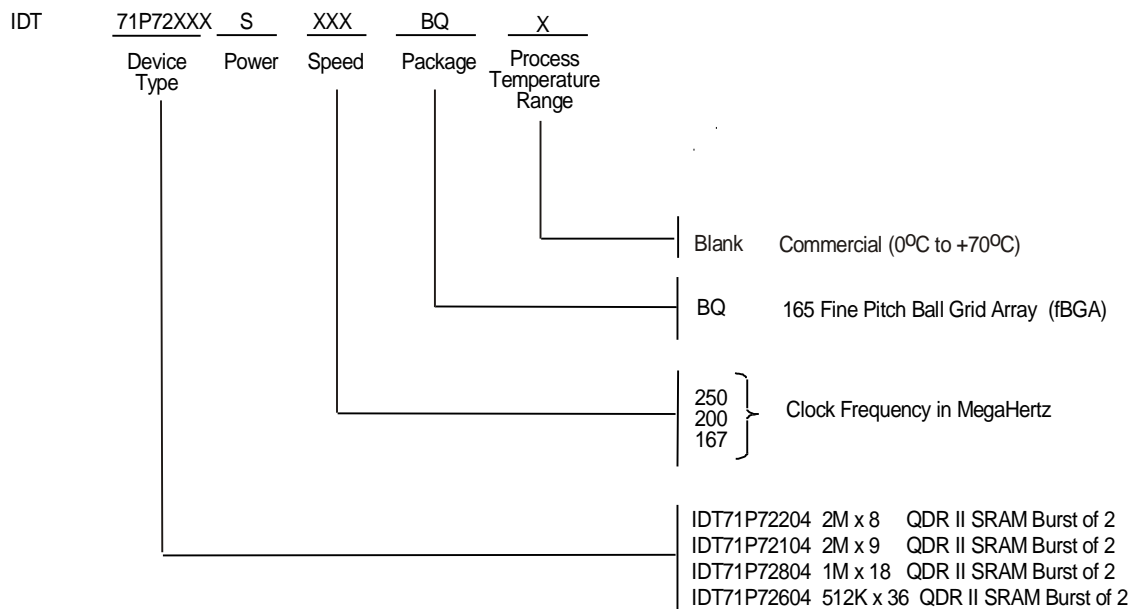 IDT 71P72XXX S XXX BQ X
Device Type Power Speed Package Process Temperature Range
Blank Commercial (0ºC to +70ºC)
BQ 165 Fine Pitch Ball Grid Array (fBGA)
250
200
167
Clock Frequency in MegaHertz
IDT71P72204 2M x 8 QDR II SRAM Burst of 2
IDT71P72104 2M x 9 QDR II SRAM Burst of 2
IDT71P72804 1M x 18 QDR II SRAM Burst of 2
IDT71P72604 512K x 36 QDR II SRAM Burst of 2